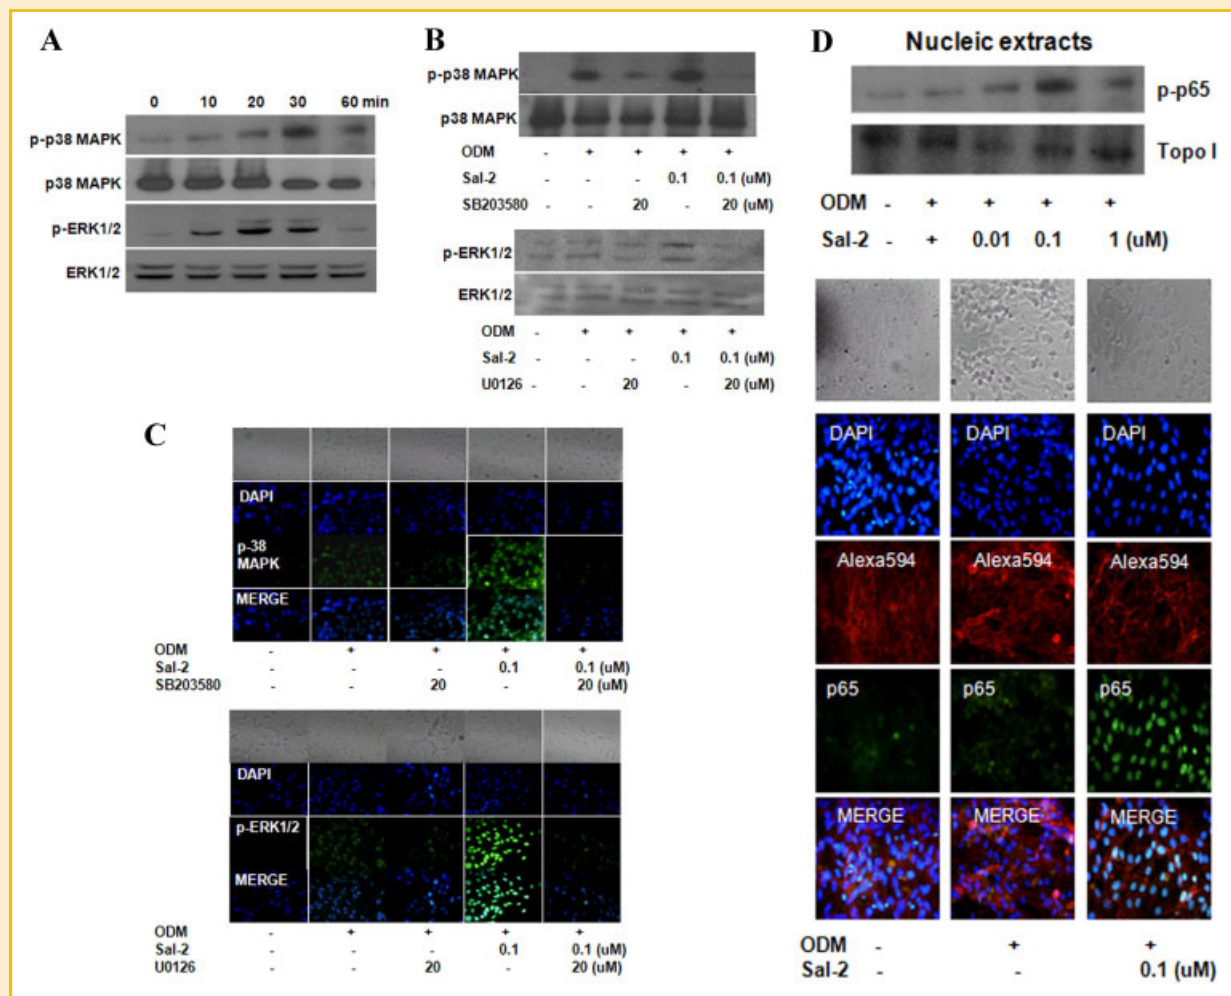 A
0 10 20 30 60 min
p-p38 MAPK
p38 MAPK
p-ERK1/2
ERK1/2
B
p-p38 MAPK
p38 MAPK
ODM - + + + +
Sal-2 - - - 0.1 0.1 (uM)
SB203580 - - 20 - 20 (uM)
p-ERK1/2
ERK1/2
ODM - + + + +
Sal-2 - - - 0.1 0.1 (uM)
U0126 - - 20 - 20 (uM)
C
DAPI
p-38
MAPK
MERGE
ODM - + + + +
Sal-2 - - - 0.1 0.1 (uM)
SB203580 - - 20 - 20 (uM)
DAPI
p-ERK1/2
MERGE
ODM - + + + +
Sal-2 - - - 0.1 0.1 (uM)
U0126 - - 20 - 20 (uM)
D
Nucleic extracts
p-p65
Topo I
ODM - + + + +
Sal-2 - + 0.01 0.1 1 (uM)
DAPI DAPI DAPI
Alexa594 Alexa594 Alexa594
p65 p65 p65
MERGE MERGE MERGE
ODM - + +
Sal-2 - - 0.1 (uM)